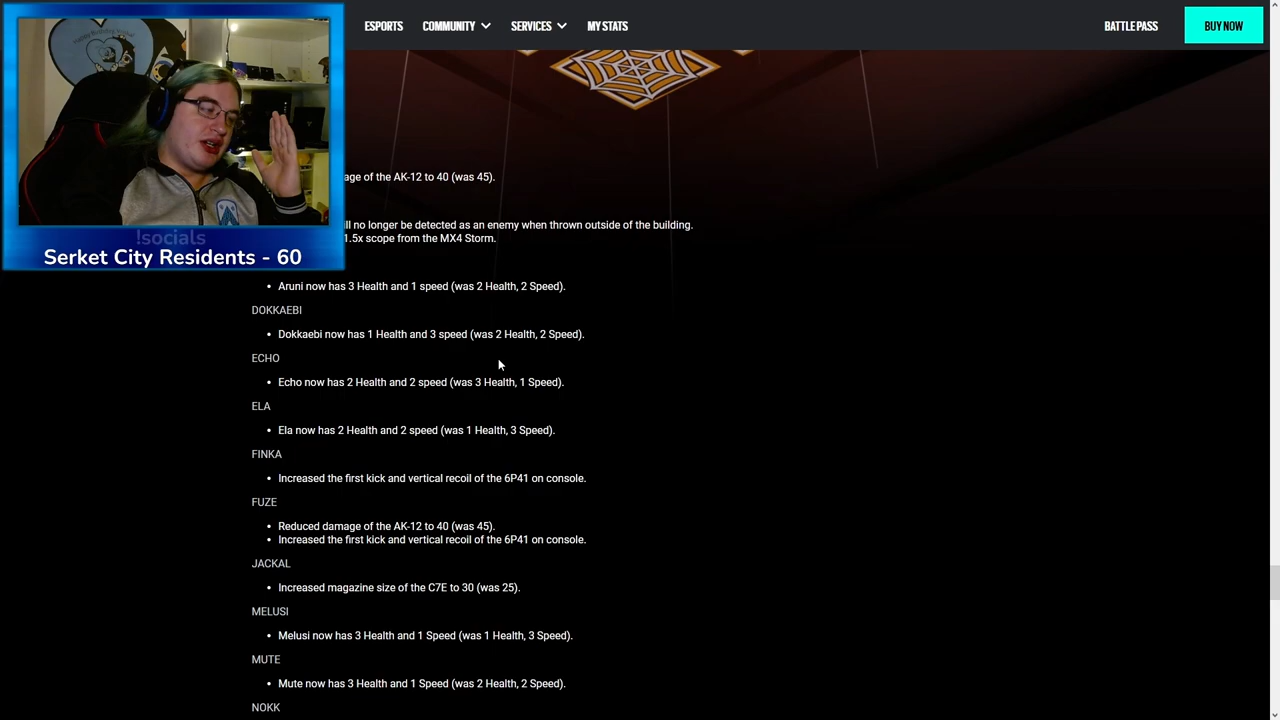 ESPORTS COMMUNITY SERVICES MY STATS BATTLE PASS BUY NOW
age of the AK-12 to 40 (was 45).
ill no longer be detected as an enemy when thrown outside of the building.
1.5x scope from the MX4 Storm.
!socials
Serket City Residents - 60
• Aruni now has 3 Health and 1 speed (was 2 Health, 2 Speed).
DOKKAEBI
• Dokkaebi now has 1 Health and 3 speed (was 2 Health, 2 Speed).
ECHO
• Echo now has 2 Health and 2 speed (was 3 Health, 1 Speed).
ELA
• Ela now has 2 Health and 2 speed (was 1 Health, 3 Speed).
FINKA
• Increased the first kick and vertical recoil of the 6P41 on console.
FUZE
• Reduced damage of the AK-12 to 40 (was 45).
• Increased the first kick and vertical recoil of the 6P41 on console.
JACKAL
• Increased magazine size of the C7E to 30 (was 25).
MELUSI
• Melusi now has 3 Health and 1 Speed (was 1 Health, 3 Speed).
MUTE
• Mute now has 3 Health and 1 Speed (was 2 Health, 2 Speed).
NOKK